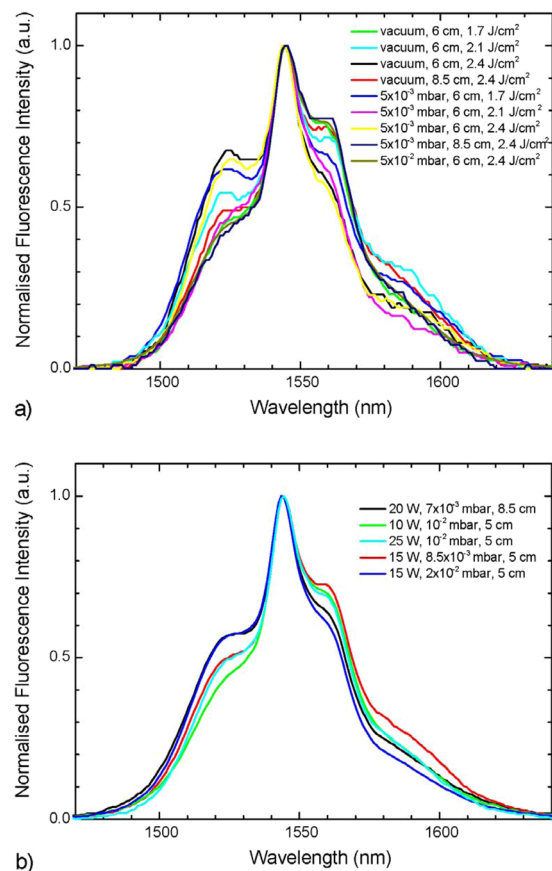 vacuum, 6 cm, 1.7 J/cm²
vacuum, 6 cm, 2.1 J/cm²
vacuum, 6 cm, 2.4 J/cm²
vacuum, 8.5 cm, 2.4 J/cm²
5x10⁻³ mbar, 6 cm, 1.7 J/cm²
5x10⁻³ mbar, 6 cm, 2.1 J/cm²
5x10⁻³ mbar, 6 cm, 2.4 J/cm²
5x10⁻³ mbar, 8.5 cm, 2.4 J/cm²
5x10⁻² mbar, 6 cm, 2.4 J/cm²
Normalised Fluorescence Intensity (a.u.)
1.0
0.5
0.0
1500 1550 1600
Wavelength (nm)
a)
20 W, 7x10⁻³ mbar, 8.5 cm
10 W, 10⁻² mbar, 5 cm
25 W, 10⁻² mbar, 5 cm
15 W, 8.5x10⁻³ mbar, 5 cm
15 W, 2x10⁻² mbar, 5 cm
Normalised Fluorescence Intensity (a.u.)
1.0
0.5
0.0
1500 1550 1600
Wavelength (nm)
b)